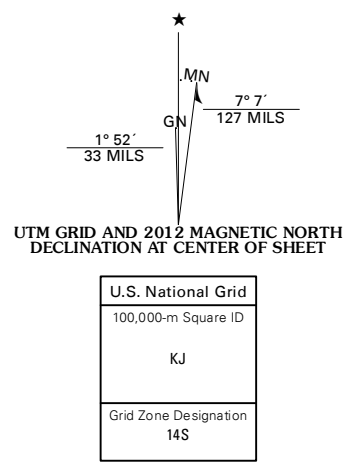 ★
MN
7° 7´
127 MILS
GN
1° 52´
33 MILS
UTM GRID AND 2012 MAGNETIC NORTH
DECLINATION AT CENTER OF SHEET
U.S. National Grid
100,000-m Square ID
KJ
Grid Zone Designation
14S